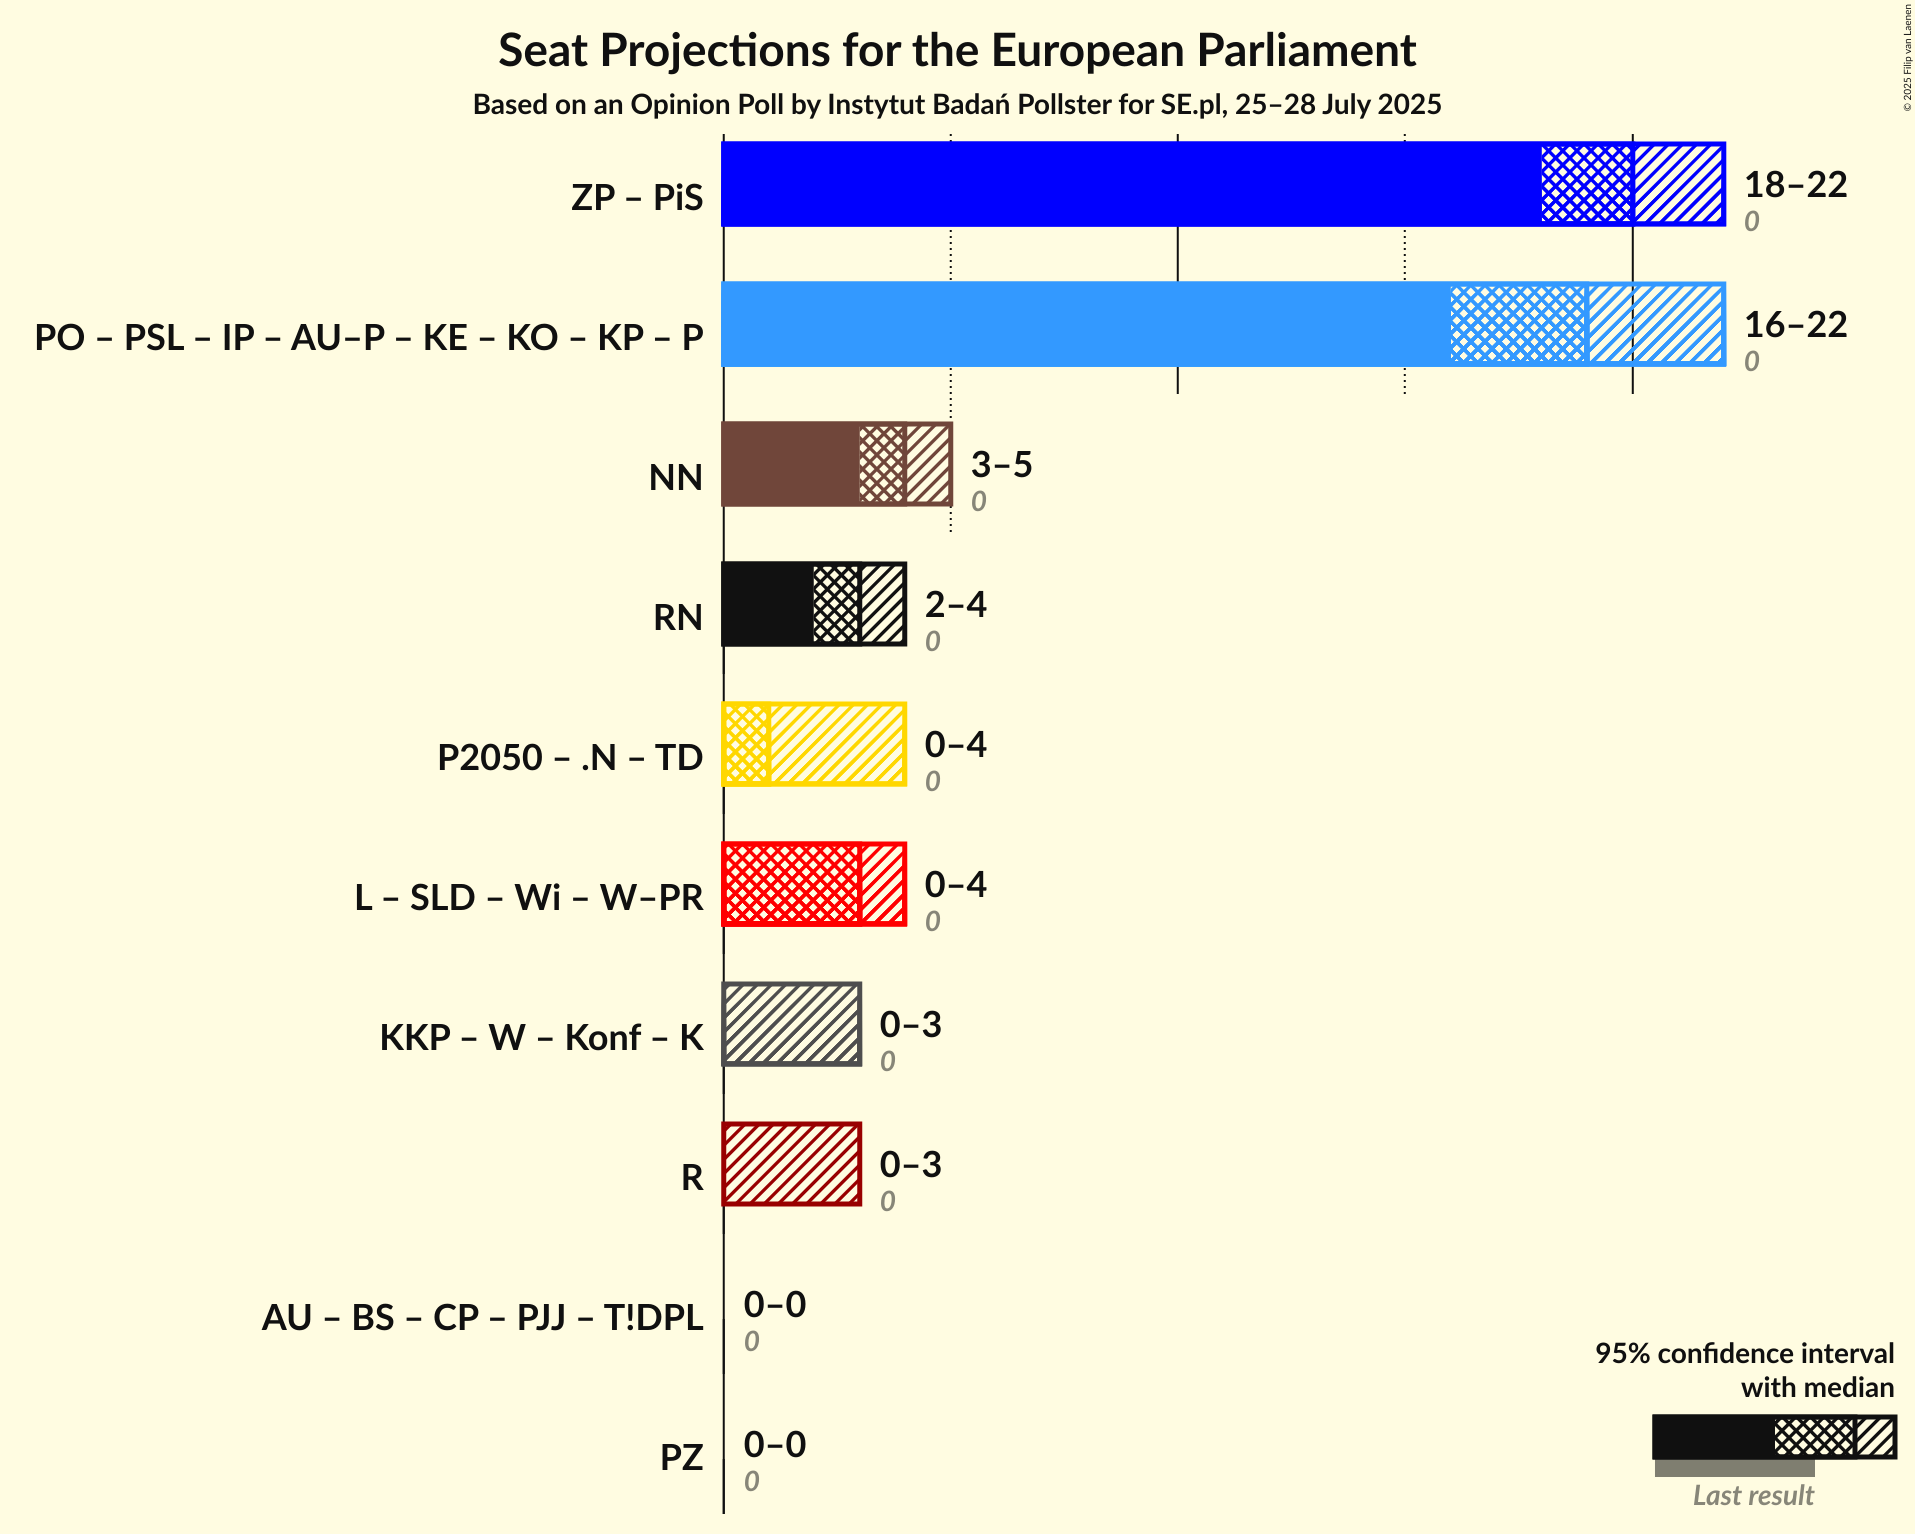 Seat Projections for the European Parliament
Based on an Opinion Poll by Instytut Badań Pollster for SE.pl, 25–28 July 2025
© 2025 Filip van Laenen
ZP – PiS
18–22
0
PO – PSL – IP – AU–P – KE – KO – KP – P
16–22
0
NN
3–5
0
RN
2–4
0
P2050 – .N – TD
0–4
0
L – SLD – Wi – W–PR
0–4
0
KKP – W – Konf – K
0–3
0
R
0–3
0
AU – BS – CP – PJJ – T!DPL
0–0
0
PZ
0–0
0
95% confidence interval
with median
Last result